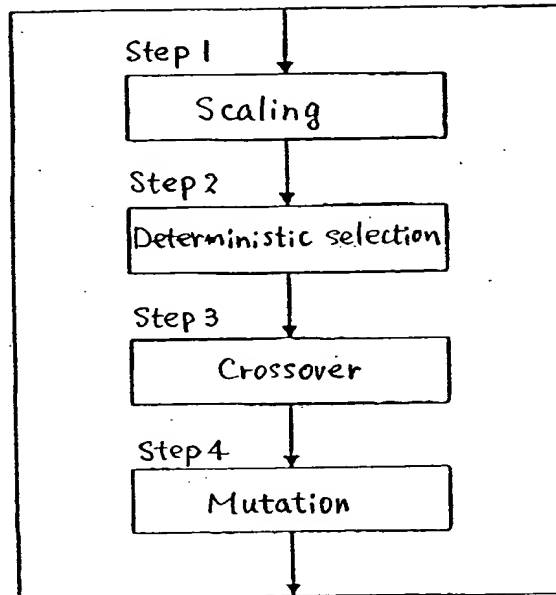 Step 1
Scaling
Step 2
Deterministic selection
Step 3
Crossover
Step 4
Mutation